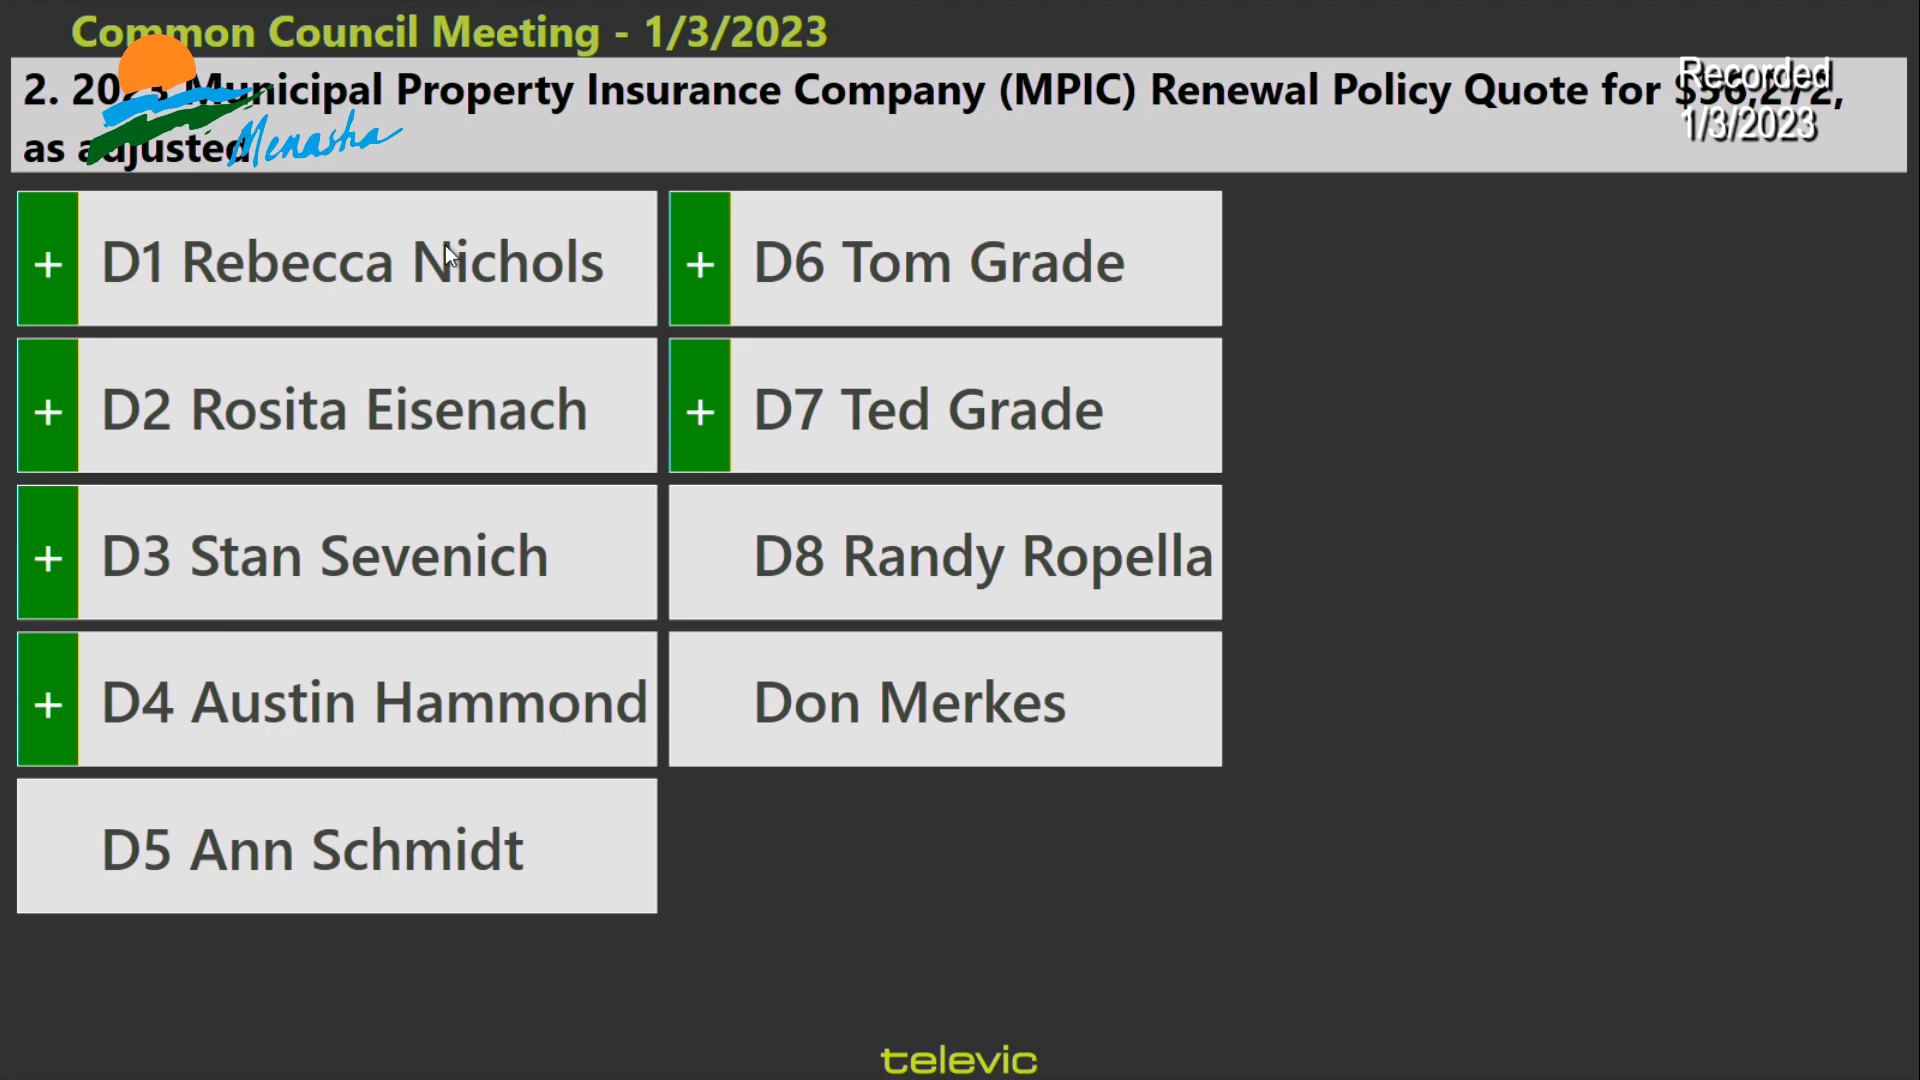 Common Council Meeting - 1/3/2023
2. 2023 Municipal Property Insurance Company (MPIC) Renewal Policy Quote for
as adjusted
Menasha
Recorded
1/3/2023
+ D1 Rebecca Nichols
+ D2 Rosita Eisenach
+ D3 Stan Sevenich
+ D4 Austin Hammond
D5 Ann Schmidt
+ D6 Tom Grade
+ D7 Ted Grade
D8 Randy Ropella
Don Merkes
televic